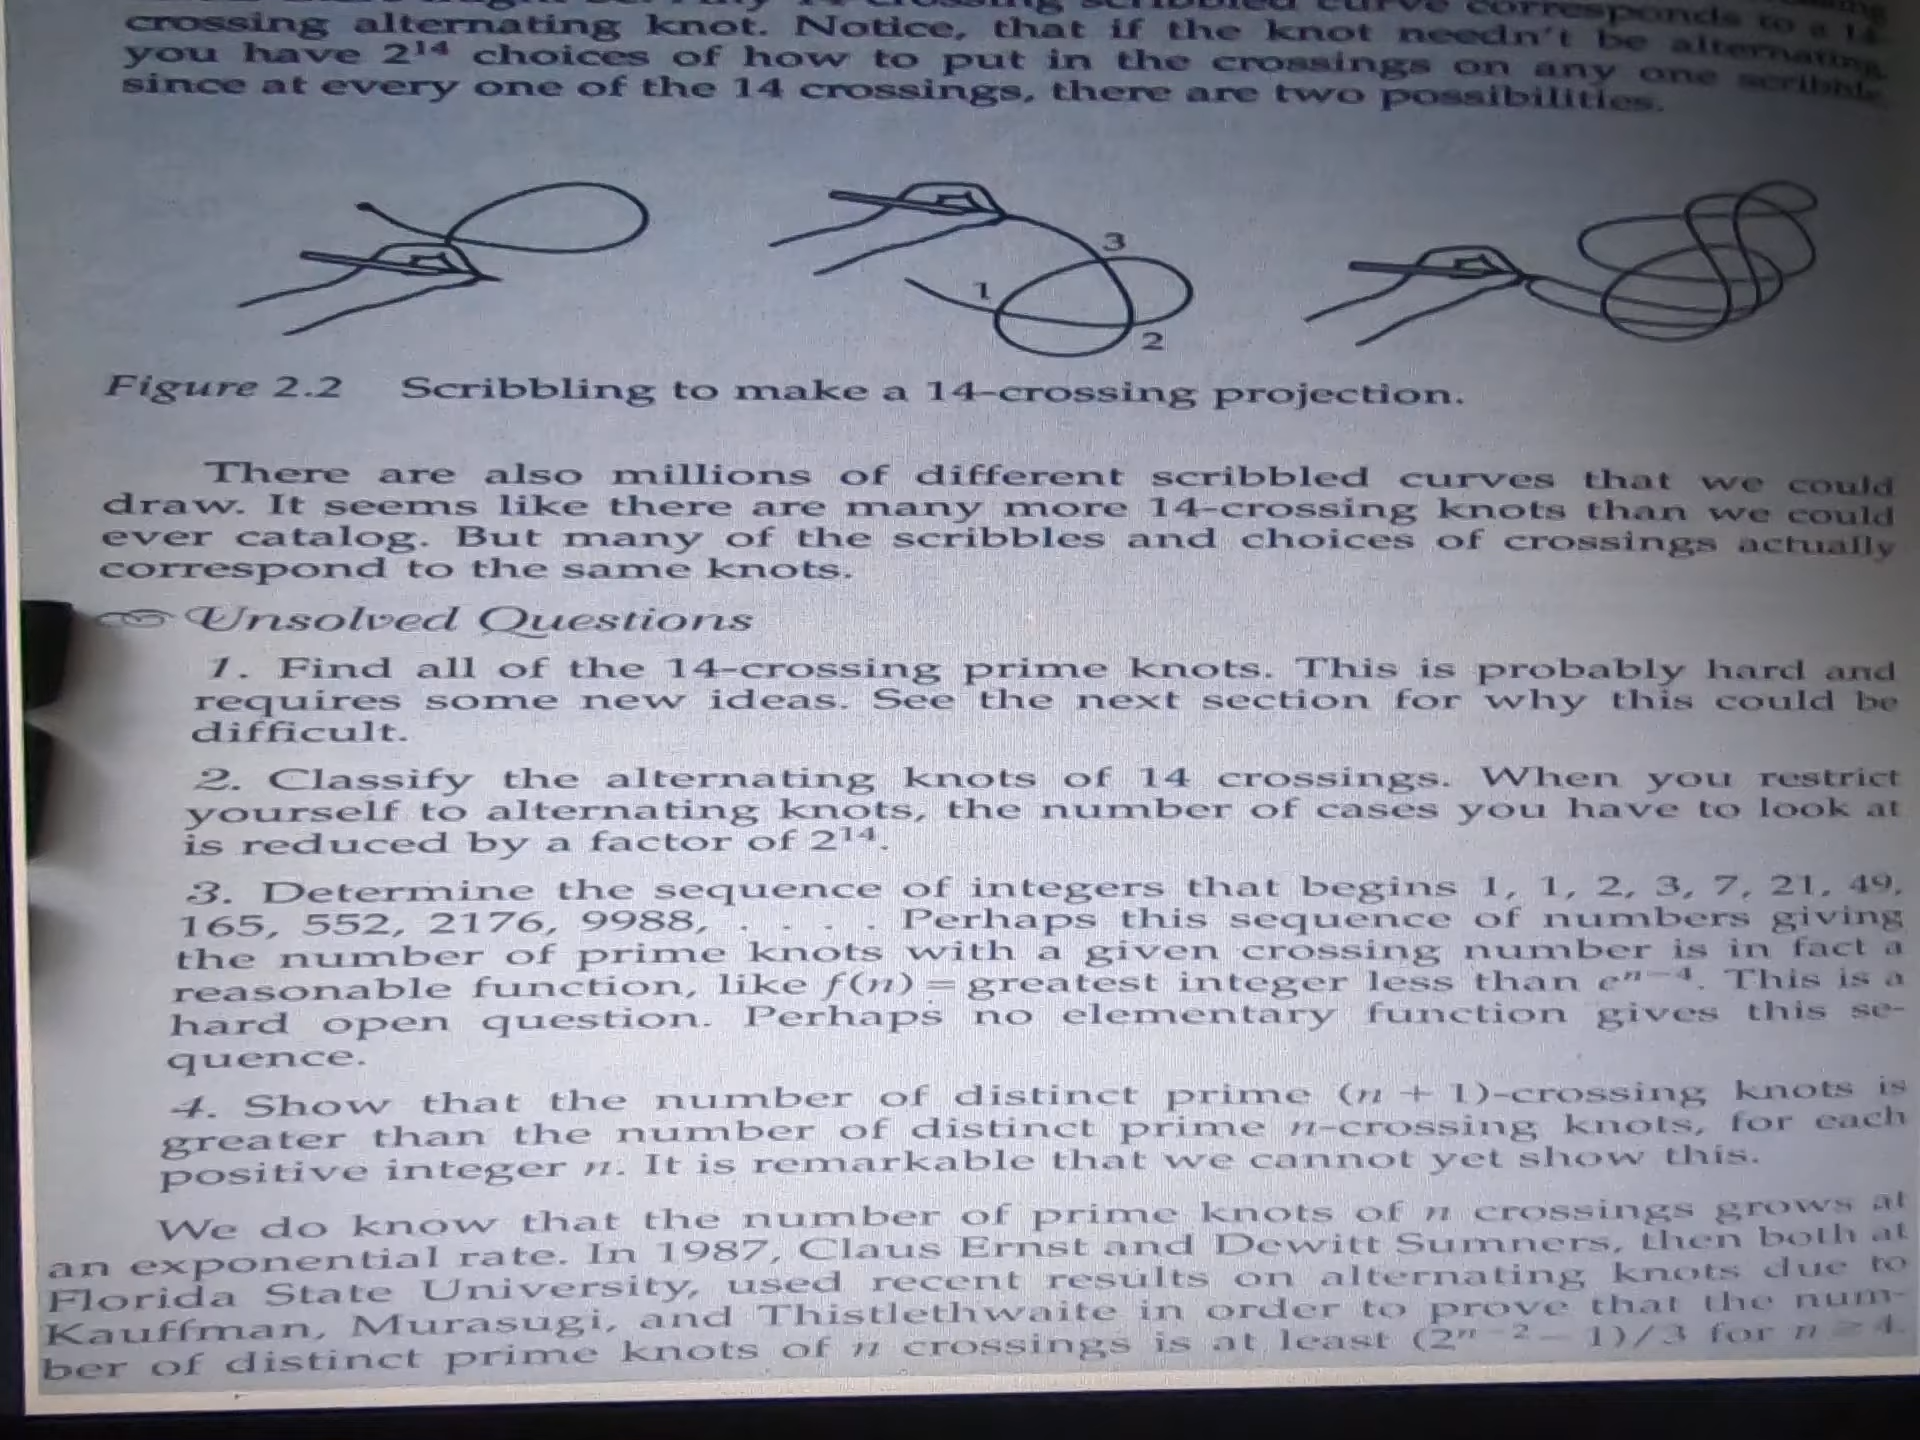 crossing scribbled curve corresponds to a 14-
crossing alternating knot. Notice, that if the knot needn't be alternating,
you have 2¹⁴ choices of how to put in the crossings on any one scribble,
since at every one of the 14 crossings, there are two possibilities.
3
1
2
Figure 2.2 Scribbling to make a 14-crossing projection.
There are also millions of different scribbled curves that we could
draw. It seems like there are many more 14-crossing knots than we could
ever catalog. But many of the scribbles and choices of crossings actually
correspond to the same knots.
Unsolved Questions
1. Find all of the 14-crossing prime knots. This is probably hard and
requires some new ideas. See the next section for why this could be
difficult.
2. Classify the alternating knots of 14 crossings. When you restrict
yourself to alternating knots, the number of cases you have to look at
is reduced by a factor of 2¹⁴.
3. Determine the sequence of integers that begins 1, 1, 2, 3, 7, 21, 49,
165, 552, 2176, 9988, . . . . Perhaps this sequence of numbers giving
the number of prime knots with a given crossing number is in fact a
reasonable function, like f(n) = greatest integer less than eⁿ⁻⁴. This is a
hard open question. Perhaps no elementary function gives this se-
quence.
4. Show that the number of distinct prime (n + 1)-crossing knots is
greater than the number of distinct prime n-crossing knots, for each
positive integer n. It is remarkable that we cannot yet show this.
We do know that the number of prime knots of n crossings grows at
an exponential rate. In 1987, Claus Ernst and Dewitt Sumners, then both at
Florida State University, used recent results on alternating knots due to
Kauffman, Murasugi, and Thistlethwaite in order to prove that the num-
ber of distinct prime knots of n crossings is at least (2ⁿ⁻² − 1)/3 for n ≥ 4.